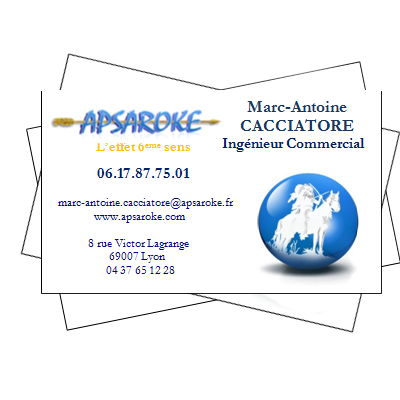 APSAROKE
L'effet 6ème sens
06.17.87.75.01
marc-antoine.cacciatore@apsaroke.fr
www.apsaroke.com
8 rue Victor Lagrange
69007 Lyon
04 37 65 12 28
Marc-Antoine
CACCIATORE
Ingénieur Commercial